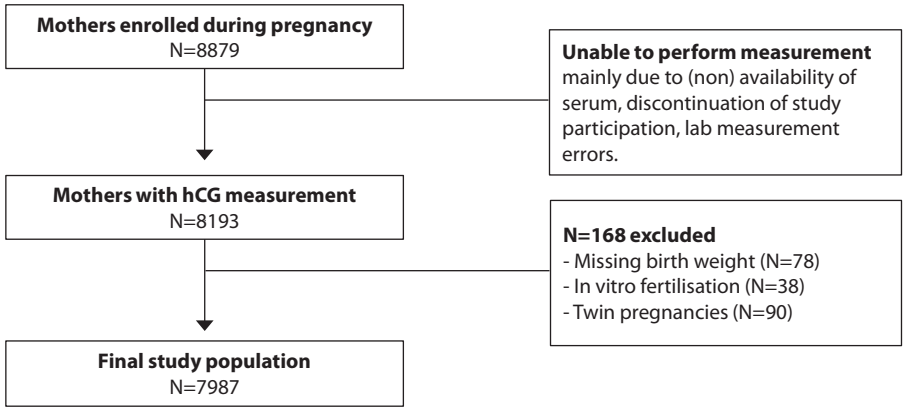 Mothers enrolled during pregnancy
N=8879
Unable to perform measurement
mainly due to (non) availability of
serum, discontinuation of study
participation, lab measurement
errors.
Mothers with hCG measurement
N=8193
N=168 excluded
- Missing birth weight (N=78)
- In vitro fertilisation (N=38)
- Twin pregnancies (N=90)
Final study population
N=7987